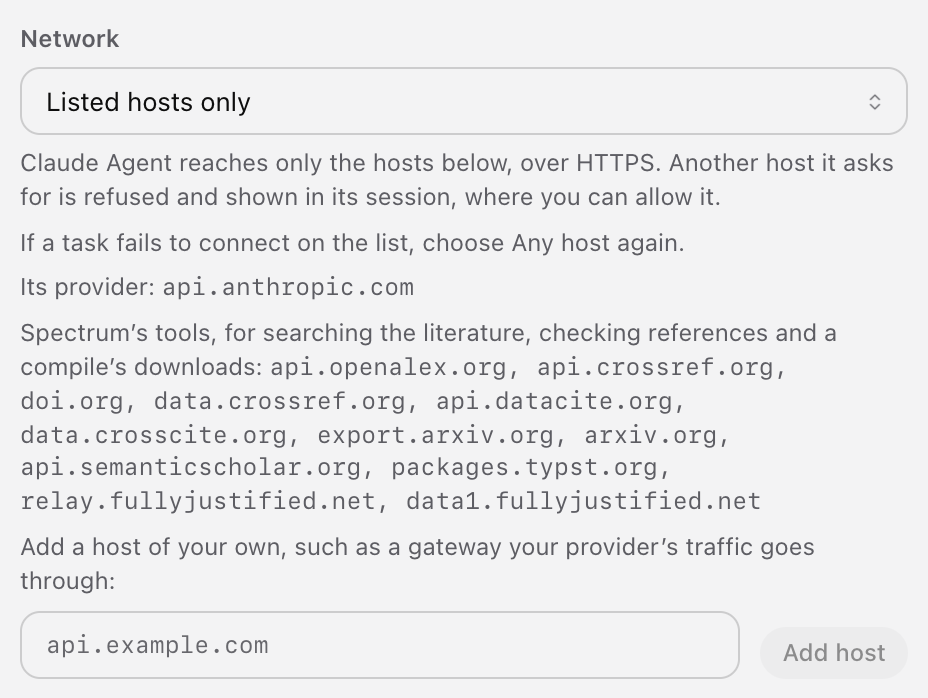 Network
Listed hosts only
Claude Agent reaches only the hosts below, over HTTPS. Another host it asks
for is refused and shown in its session, where you can allow it.
If a task fails to connect on the list, choose Any host again.
Its provider: api.anthropic.com
Spectrum’s tools, for searching the literature, checking references and a
compile’s downloads: api.openalex.org, api.crossref.org,
doi.org, data.crossref.org, api.datacite.org,
data.crosscite.org, export.arxiv.org, arxiv.org,
api.semanticscholar.org, packages.typst.org,
relay.fullyjustified.net, data1.fullyjustified.net
Add a host of your own, such as a gateway your provider’s traffic goes
through:
api.example.com
Add host